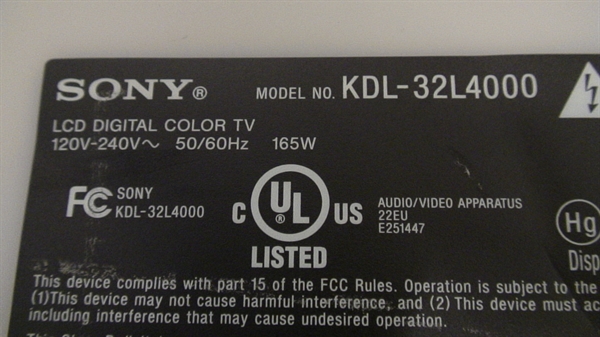 SONY® MODEL NO. KDL-32L4000
LCD DIGITAL COLOR TV
120V-240V~ 50/60Hz 165W
FC SONY
KDL-32L4000
C UL® US
LISTED
AUDIO/VIDEO APPARATUS
22EU
E251447
Hg
Disp
This device complies with part 15 of the FCC Rules. Operation is subject to the
(1)This device may not cause harmful interference, and (2) This device must ac
including interference that may cause undesired operation.